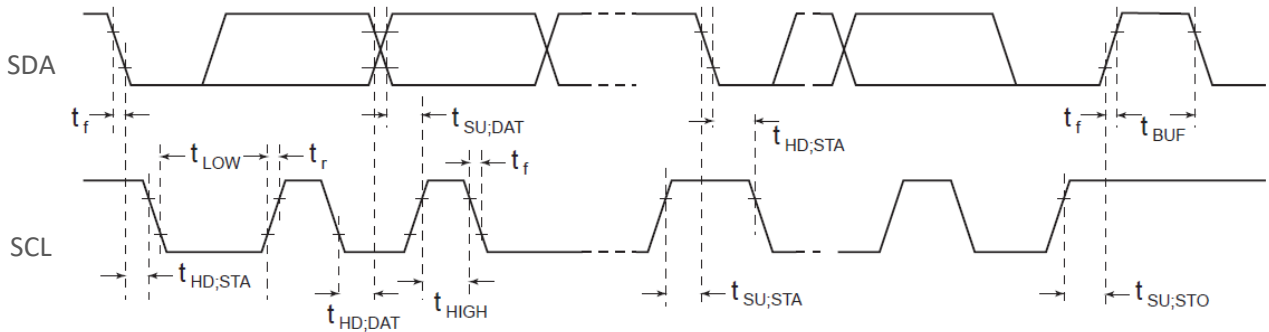 SDA
t_f
t_SU;DAT
t_HD;STA
t_f
t_BUF
t_LOW
t_r
t_f
SCL
t_HD;STA
t_HD;DAT
t_HIGH
t_SU;STA
t_SU;STO